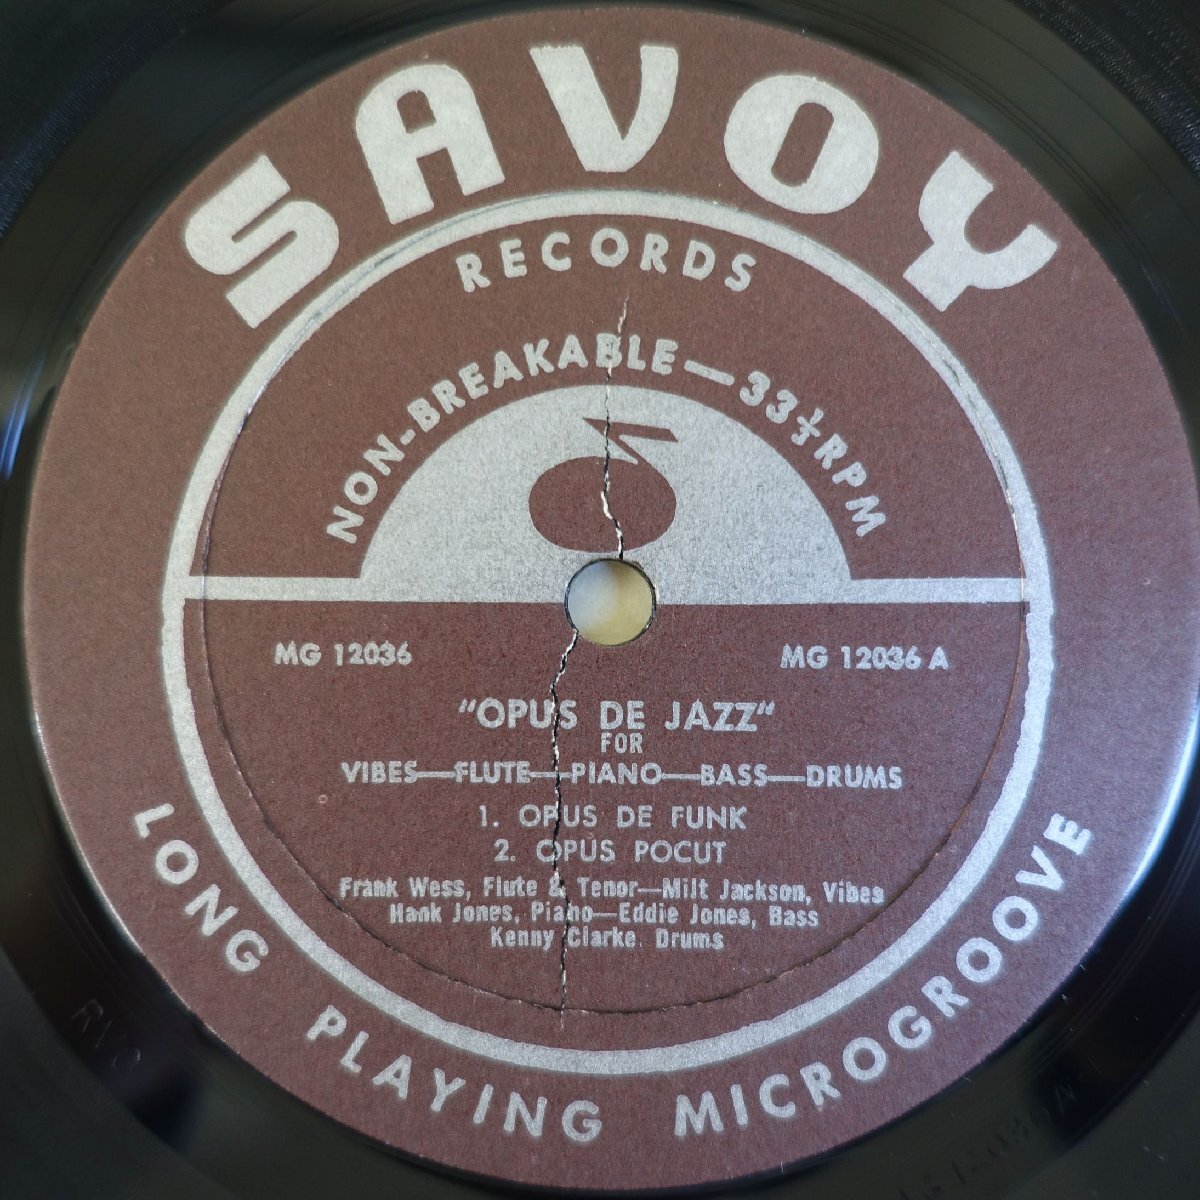 SAVOY
RECORDS
NON-BREAKABLE—33⅓RPM
MG 12036
MG 12036 A
"OPUS DE JAZZ"
FOR
VIBES—FLUTE—PIANO—BASS—DRUMS
1. OPUS DE FUNK
2. OPUS POCUT
Frank Wess, Flute & Tenor—Milt Jackson, Vibes
Hank Jones, Piano—Eddie Jones, Bass
Kenny Clarke, Drums
LONG PLAYING MICROGROOVE
RVG